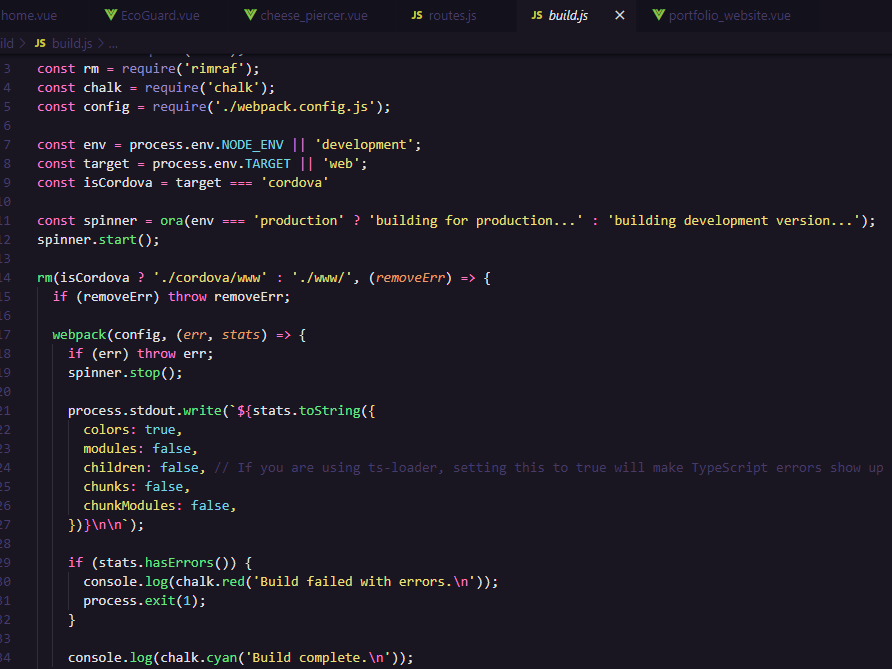 home.vue EcoGuard.vue cheese_piercer.vue JS routes.js JS build.js × portfolio_website.vue
ild > JS build.js > ...
3 const rm = require('rimraf');
4 const chalk = require('chalk');
5 const config = require('./webpack.config.js');
6
7 const env = process.env.NODE_ENV || 'development';
8 const target = process.env.TARGET || 'web';
9 const isCordova = target === 'cordova'
10
11 const spinner = ora(env === 'production' ? 'building for production...' : 'building development version...');
12 spinner.start();
13
14 rm(isCordova ? './cordova/www' : './www/', (removeErr) => {
15 if (removeErr) throw removeErr;
16
17 webpack(config, (err, stats) => {
18 if (err) throw err;
19 spinner.stop();
20
21 process.stdout.write(`${stats.toString({
22 colors: true,
23 modules: false,
24 children: false, // If you are using ts-loader, setting this to true will make TypeScript errors show up
25 chunks: false,
26 chunkModules: false,
27 })}\n\n`);
28
29 if (stats.hasErrors()) {
30 console.log(chalk.red('Build failed with errors.\n'));
31 process.exit(1);
32 }
33
34 console.log(chalk.cyan('Build complete.\n'));